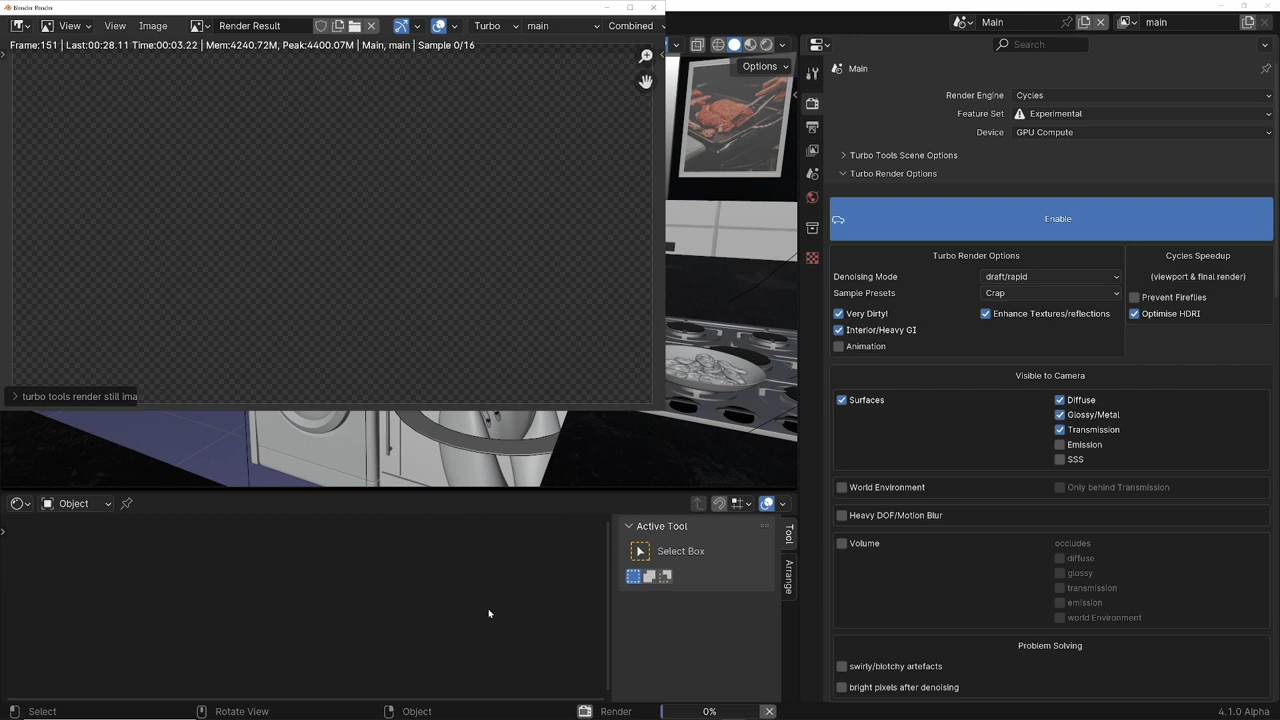 Blender Render
View View Image Render Result Turbo main Combined
Main main
Frame:151 | Last:00:28.11 Time:00:03.22 | Mem:4240.72M, Peak:4400.07M | Main, main | Sample 0/16
Search
Options
Main
Render Engine Cycles
Feature Set Experimental
Device GPU Compute
Turbo Tools Scene Options
Turbo Render Options
Enable
Turbo Render Options Cycles Speedup
Denoising Mode draft/rapid (viewport & final render)
Sample Presets Crap Prevent Fireflies
Very Dirty! Enhance Textures/reflections Optimise HDRI
Interior/Heavy GI
Animation
Visible to Camera
Surfaces Diffuse
Glossy/Metal
Transmission
Emission
SSS
World Environment Only behind Transmission
Heavy DOF/Motion Blur
Volume occludes
diffuse
glossy
transmission
emission
world Environment
Problem Solving
swirly/blotchy artefacts
bright pixels after denoising
turbo tools render still ima
Object
Active Tool
Select Box
Tool
Arrange
Select Rotate View Object Render 0% 4.1.0 Alpha